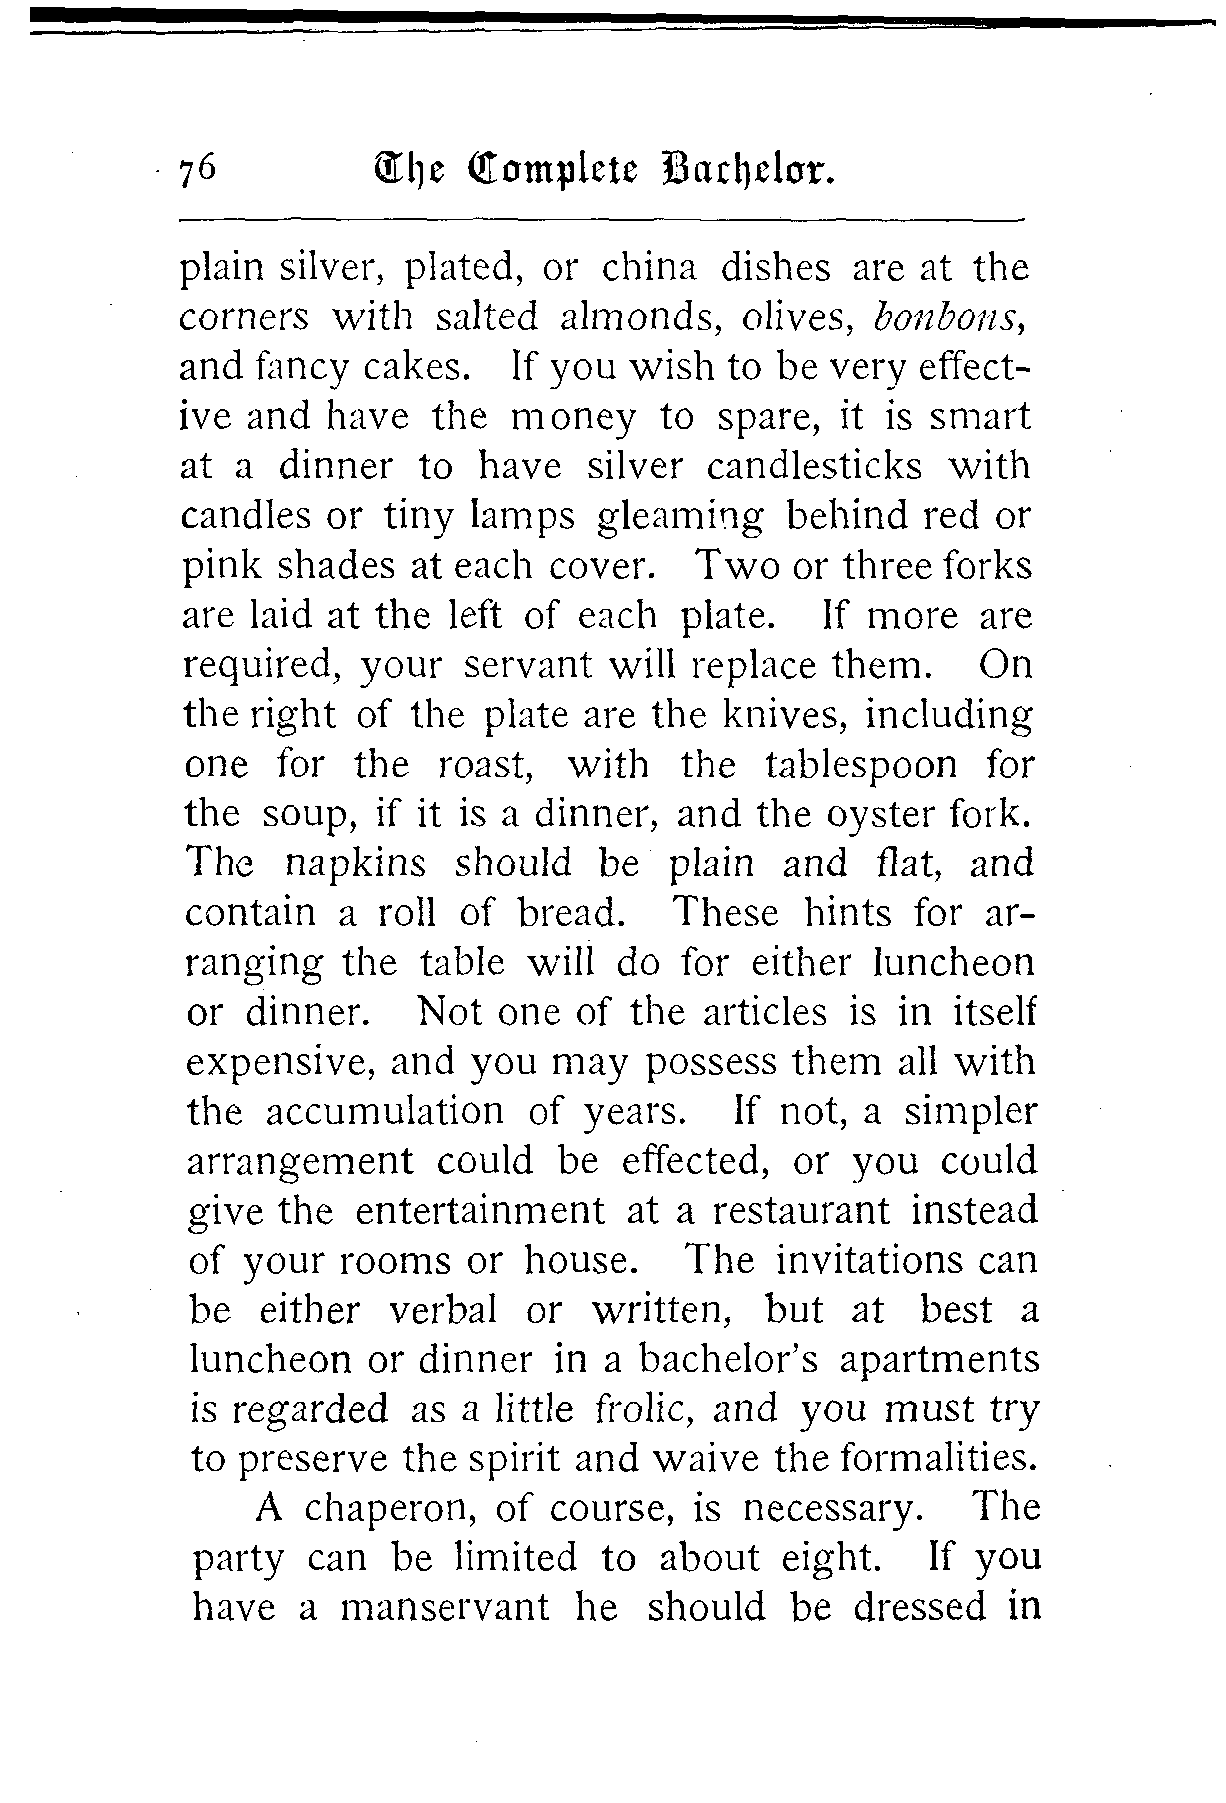 76 The Complete Bachelor.
plain silver, plated, or china dishes are at the
corners with salted almonds, olives, bonbons,
and fancy cakes. If you wish to be very effect-
ive and have the money to spare, it is smart
at a dinner to have silver candlesticks with
candles or tiny lamps gleaming behind red or
pink shades at each cover. Two or three forks
are laid at the left of each plate. If more are
required, your servant will replace them. On
the right of the plate are the knives, including
one for the roast, with the tablespoon for
the soup, if it is a dinner, and the oyster fork.
The napkins should be plain and flat, and
contain a roll of bread. These hints for ar-
ranging the table will do for either luncheon
or dinner. Not one of the articles is in itself
expensive, and you may possess them all with
the accumulation of years. If not, a simpler
arrangement could be effected, or you could
give the entertainment at a restaurant instead
of your rooms or house. The invitations can
be either verbal or written, but at best a
luncheon or dinner in a bachelor's apartments
is regarded as a little frolic, and you must try
to preserve the spirit and waive the formalities.
A chaperon, of course, is necessary. The
party can be limited to about eight. If you
have a manservant he should be dressed in